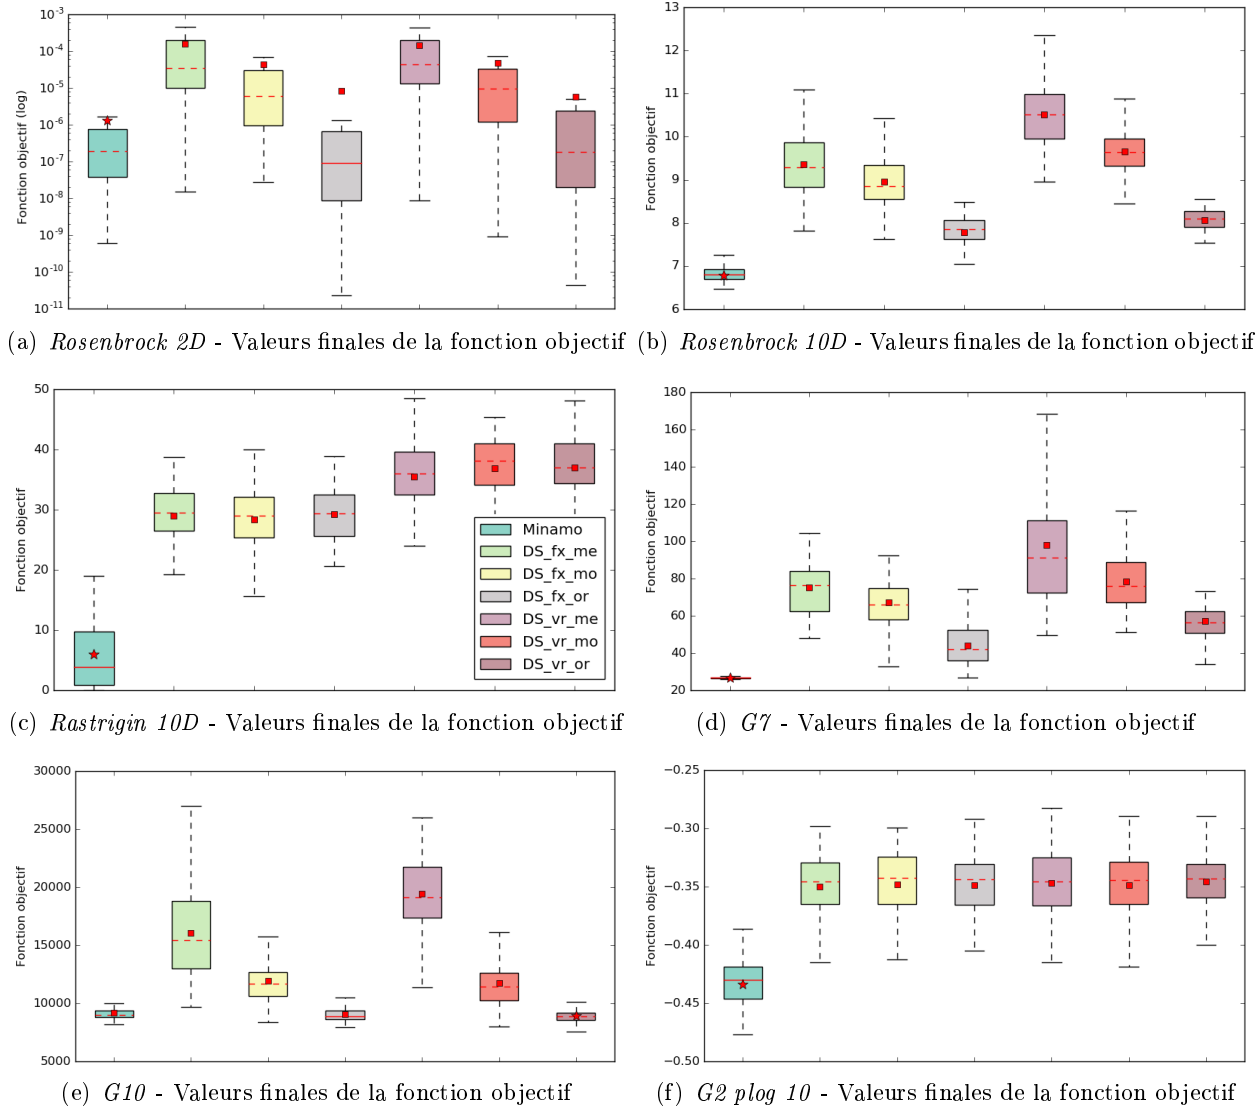 10⁻³
10⁻⁴
10⁻⁵
10⁻⁶
10⁻⁷
10⁻⁸
10⁻⁹
10⁻¹⁰
10⁻¹¹
Fonction objectif (log)
(a) Rosenbrock 2D - Valeurs finales de la fonction objectif
13
12
11
10
9
8
7
6
Fonction objectif
(b) Rosenbrock 10D - Valeurs finales de la fonction objectif
50
40
30
20
10
0
Fonction objectif
Minamo
DS_fx_me
DS_fx_mo
DS_fx_or
DS_vr_me
DS_vr_mo
DS_vr_or
(c) Rastrigin 10D - Valeurs finales de la fonction objectif
180
160
140
120
100
80
60
40
20
Fonction objectif
(d) G7 - Valeurs finales de la fonction objectif
30000
25000
20000
15000
10000
5000
Fonction objectif
(e) G10 - Valeurs finales de la fonction objectif
−0.25
−0.30
−0.35
−0.40
−0.45
−0.50
Fonction objectif
(f) G2 plog 10 - Valeurs finales de la fonction objectif